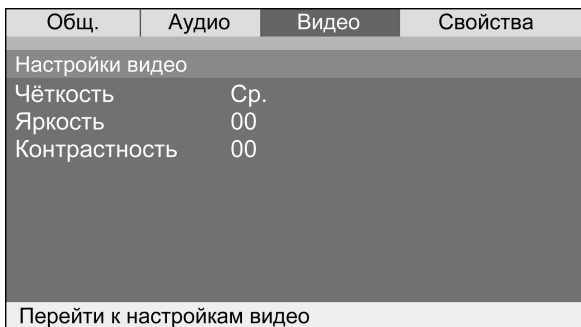 Общ. Аудио Видео Свойства
Настройки видео
Чёткость Ср.
Яркость 00
Контрастность 00
Перейти к настройкам видео